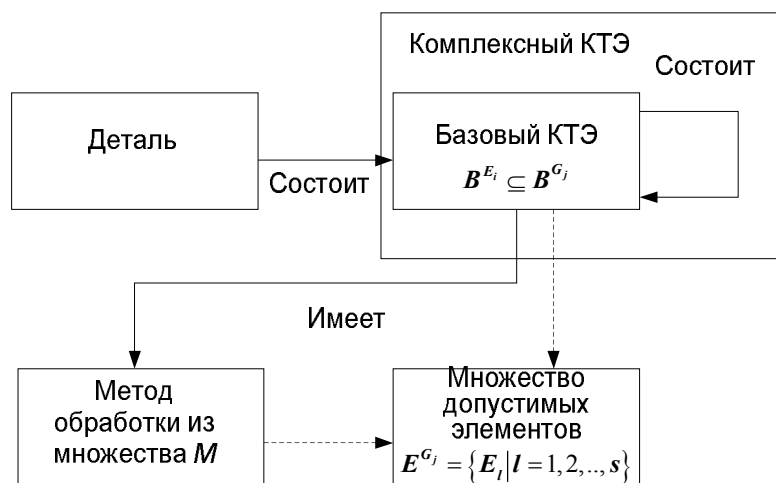 Комплексный КТЭ
Состоит
Деталь
Базовый КТЭ
Состоит
B^{E_i} ⊆ B^{G_j}
Имеет
Метод
обработки из
множества M
Множество
допустимых
элементов
E^{G_j} = {E_l | l = 1, 2, .., s}